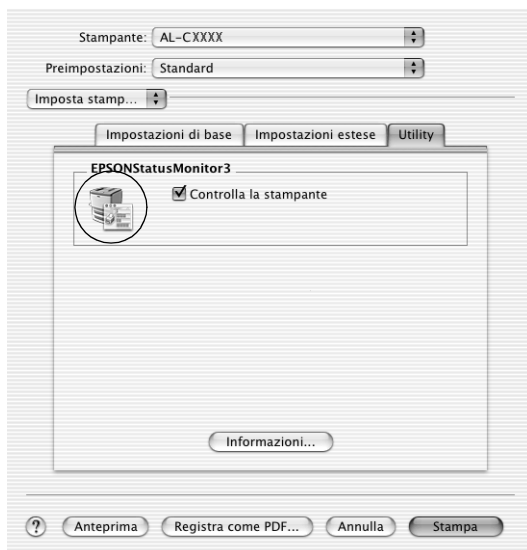 Stampante: AL-CXXXX
Preimpostazioni: Standard
Imposta stamp...
Impostazioni di base Impostazioni estese Utility
EPSONStatusMonitor3
Controlla la stampante
Informazioni...
? Anteprima Registra come PDF... Annulla Stampa